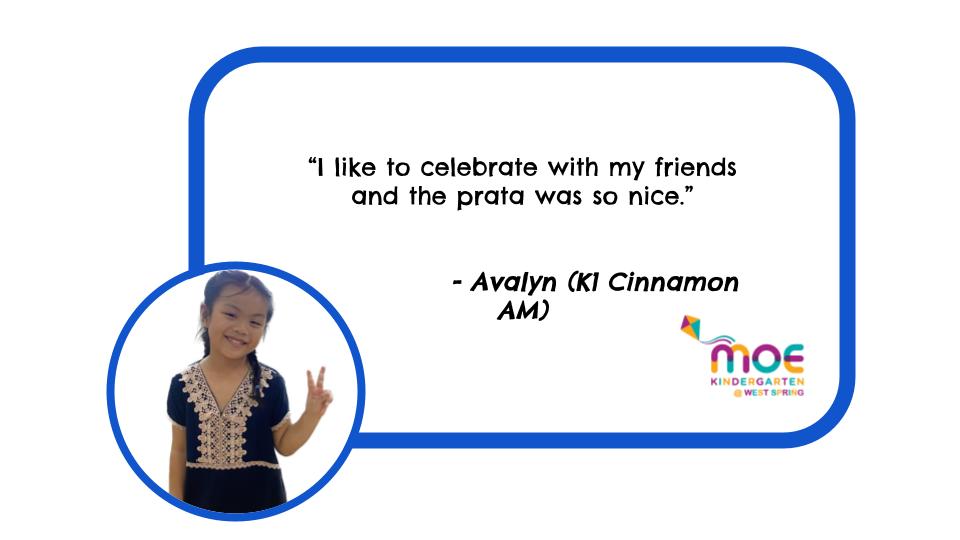 “I like to celebrate with my friends
and the prata was so nice.”
- Avalyn (K1 Cinnamon
AM)
moe
KINDERGARTEN
@ WEST SPRING